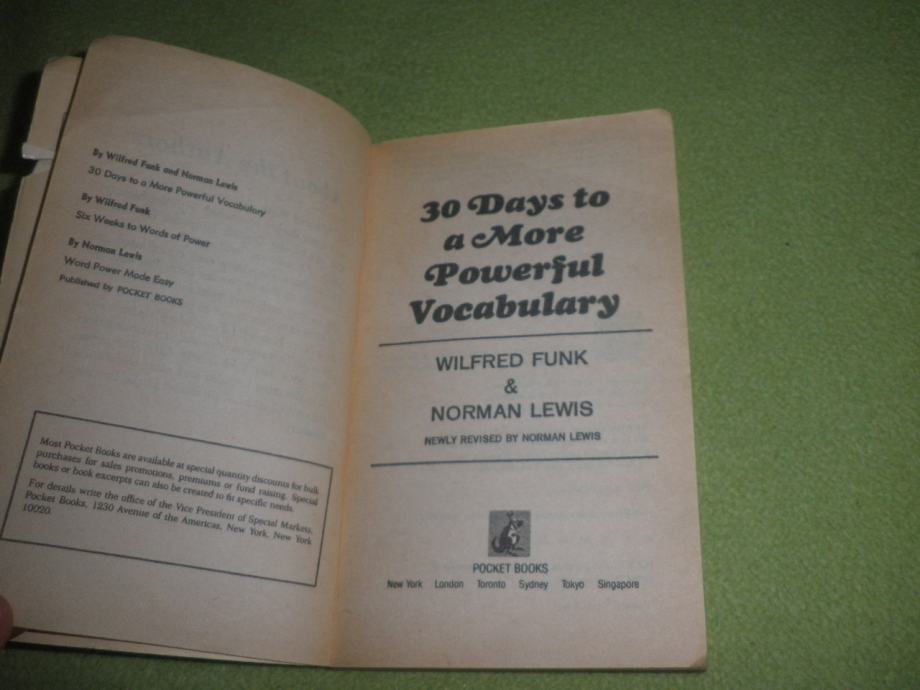 By Wilfred Funk and Norman Lewis
30 Days to a More Powerful Vocabulary
By Wilfred Funk
Six Weeks to Words of Power
By Norman Lewis
Word Power Made Easy
Published by POCKET BOOKS
Most Pocket Books are available at special quantity discounts for bulk
purchases for sales promotions, premiums or fund raising. Special
books or book excerpts can also be created to fit specific needs.
For details write the office of the Vice President of Special Markets,
Pocket Books, 1230 Avenue of the Americas, New York, New York
10020.
30 Days to
a More
Powerful
Vocabulary
WILFRED FUNK
&
NORMAN LEWIS
NEWLY REVISED BY NORMAN LEWIS
POCKET BOOKS
New York London Toronto Sydney Tokyo Singapore